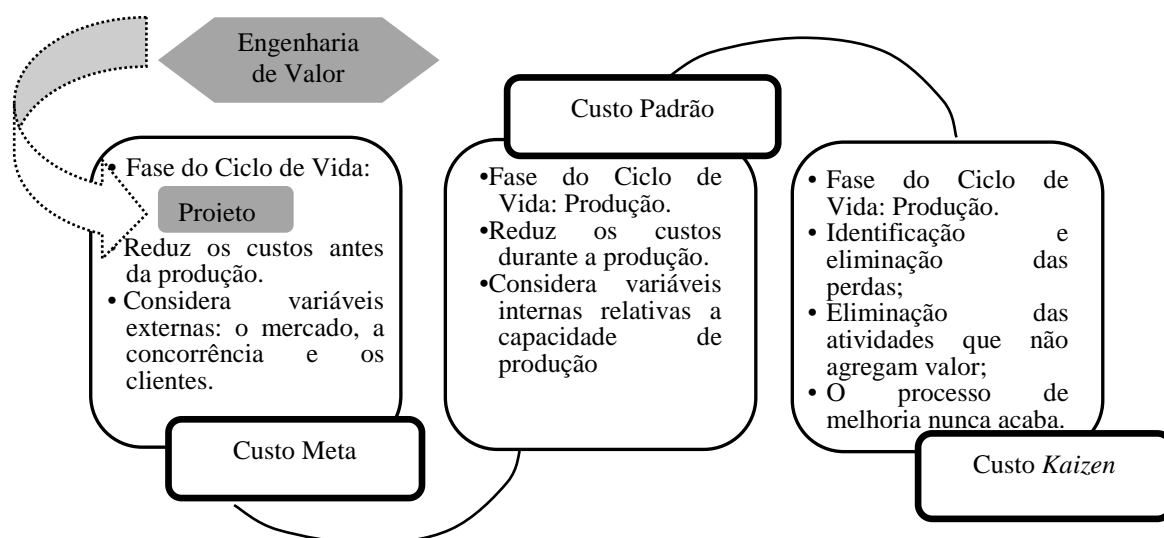 Engenharia
de Valor
• Fase do Ciclo de Vida:
Projeto
• Reduz os custos antes
da produção.
• Considera variáveis
externas: o mercado, a
concorrência e os
clientes.
Custo Meta
Custo Padrão
•Fase do Ciclo de
Vida: Produção.
•Reduz os custos
durante a produção.
•Considera variáveis
internas relativas a
capacidade de
produção
• Fase do Ciclo de
Vida: Produção.
• Identificação e
eliminação das
perdas;
• Eliminação das
atividades que não
agregam valor;
• O processo de
melhoria nunca acaba.
Custo Kaizen